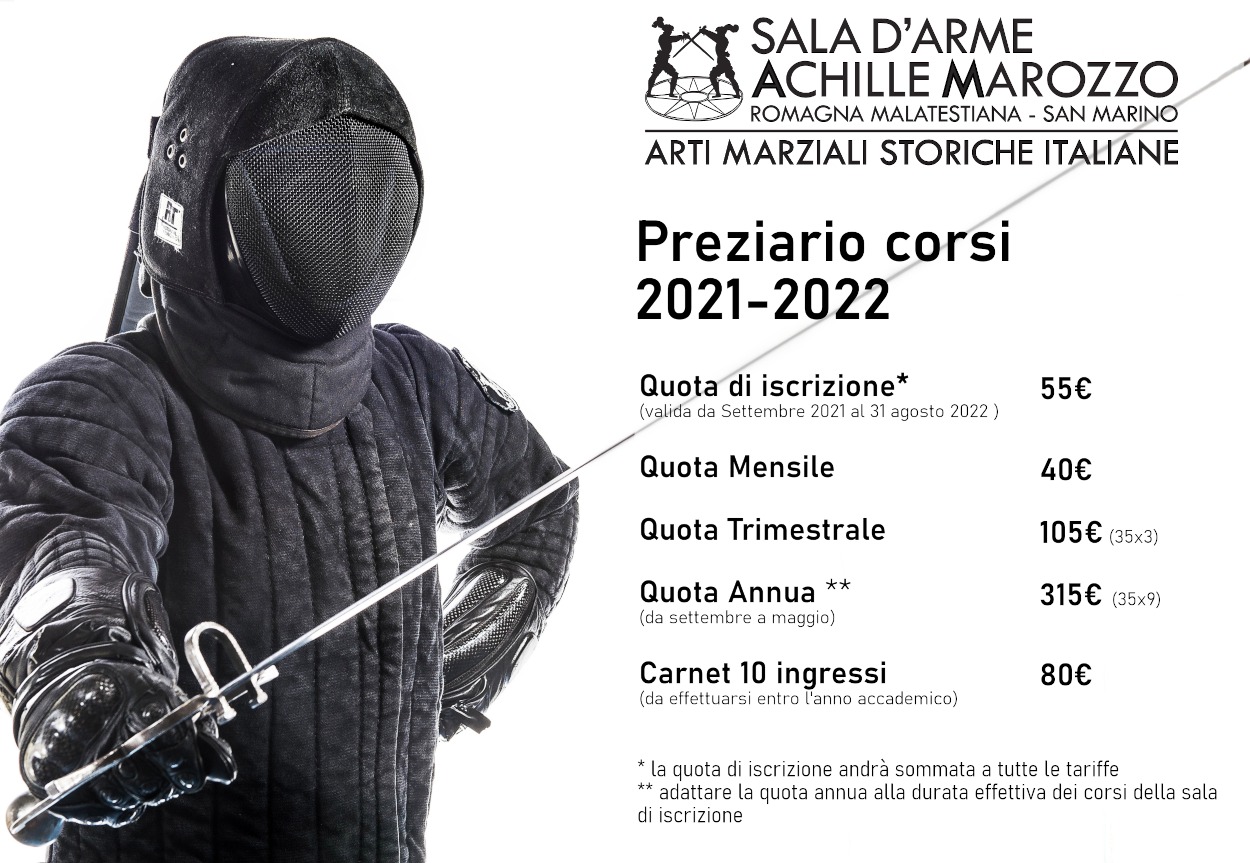 SALA D'ARME
ACHILLE MAROZZO
ROMAGNA MALATESTIANA - SAN MARINO
ARTI MARZIALI STORICHE ITALIANE
Preziario corsi
2021-2022
Quota di iscrizione* 55€
(valida da Settembre 2021 al 31 agosto 2022 )
Quota Mensile 40€
Quota Trimestrale 105€ (35x3)
Quota Annua ** 315€ (35x9)
(da settembre a maggio)
Carnet 10 ingressi 80€
(da effettuarsi entro l'anno accademico)
* la quota di iscrizione andrà sommata a tutte le tariffe
** adattare la quota annua alla durata effettiva dei corsi della sala
di iscrizione